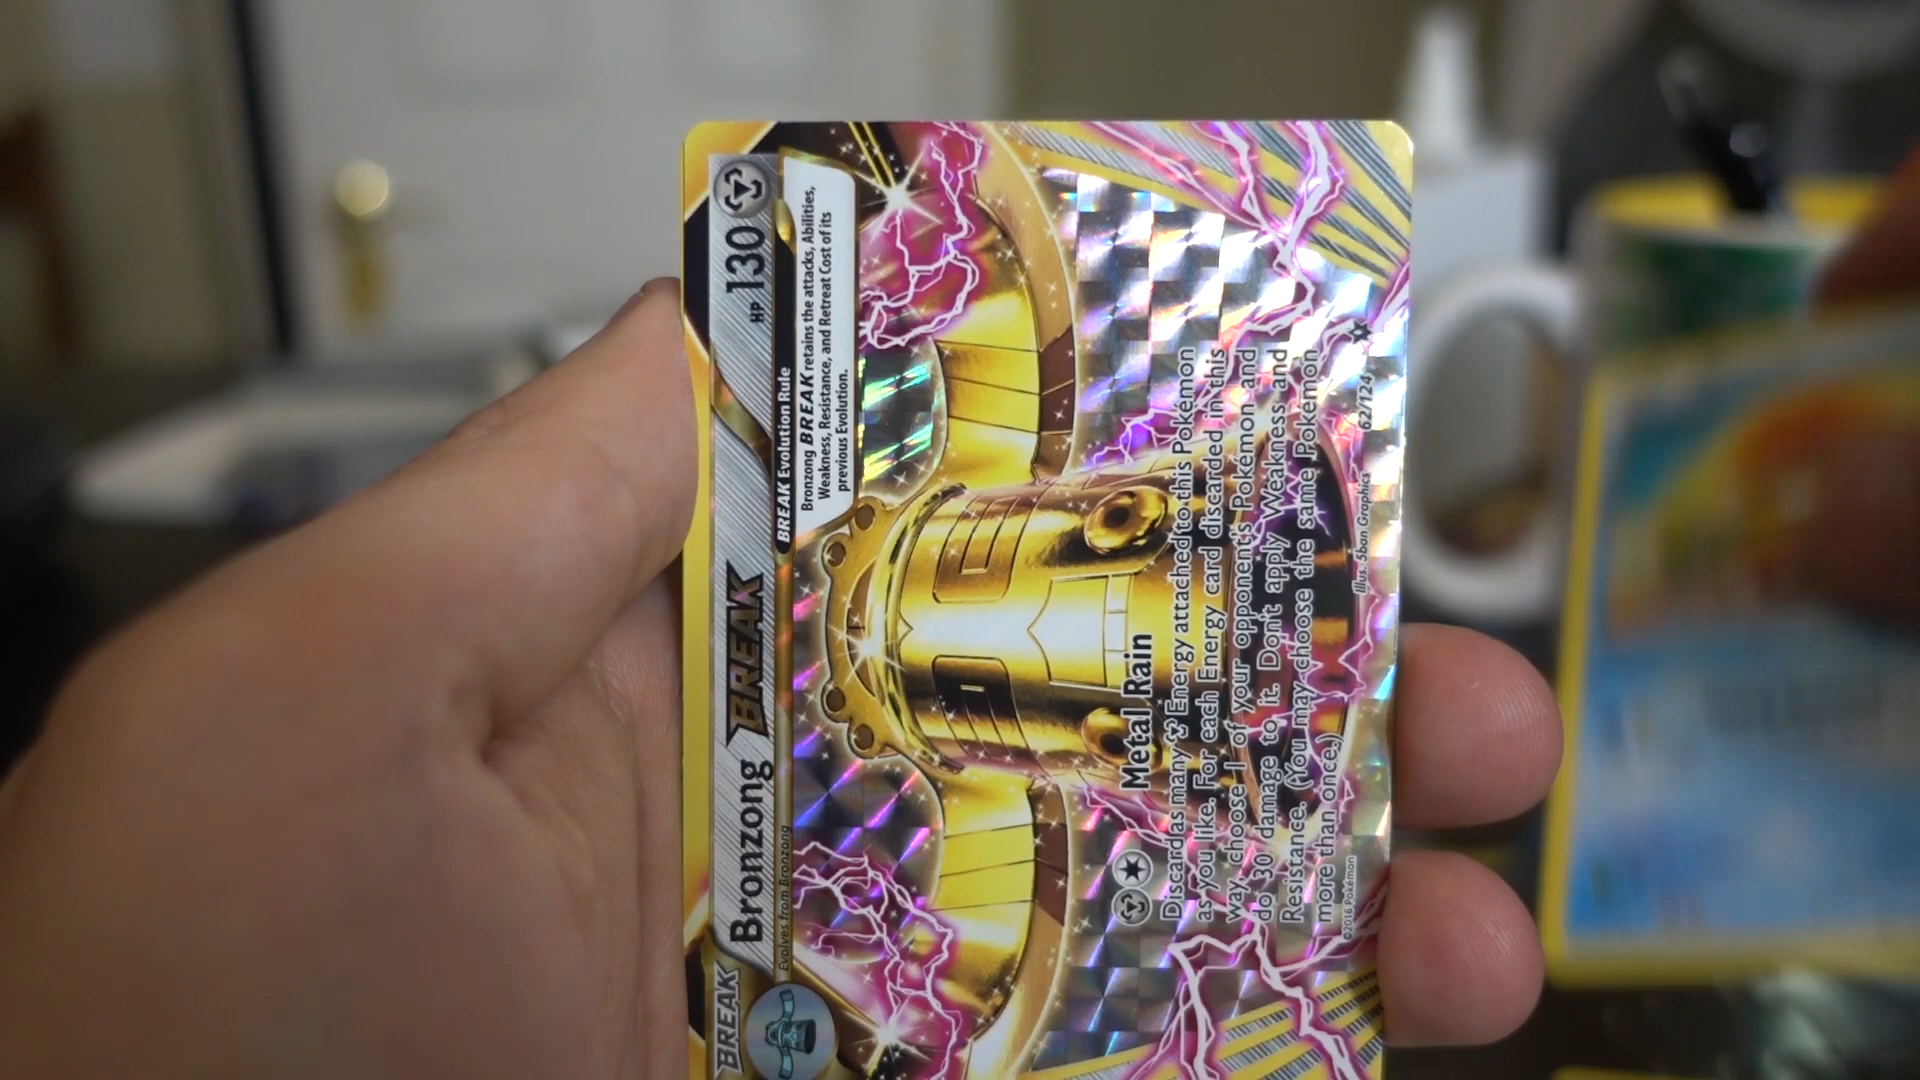 BREAK
Bronzong BREAK HP 130
Evolves from Bronzong
BREAK Evolution Rule
Bronzong BREAK retains the attacks, Abilities,
Weakness, Resistance, and Retreat Cost of its
previous Evolution.
Metal Rain
Discard as many Energy attached to this Pokémon
as you like. For each Energy card discarded in this
way, choose 1 of your opponent's Pokémon and
do 30 damage to it. Don't apply Weakness and
Resistance. (You may choose the same Pokémon
more than once.)
©2016 Pokémon
Illus. 5ban Graphics
62/124